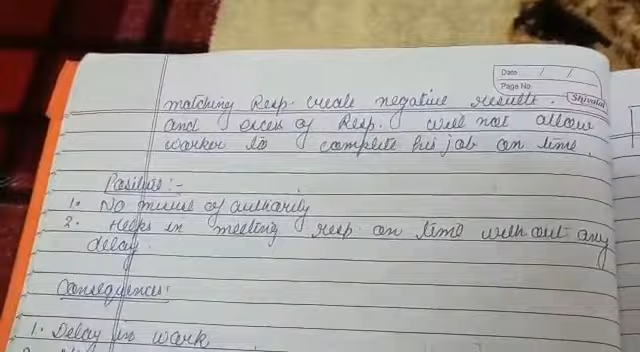 Date / /
Page No.
Shivalal
matching Resp. create negative results.
and excess of Resp. will not allow
worker to complete his job on time.
Positives :-
1. No misuse of authority
2. Helps in meeting resp on time without any
delay.
Consequences:
1. Delay in work